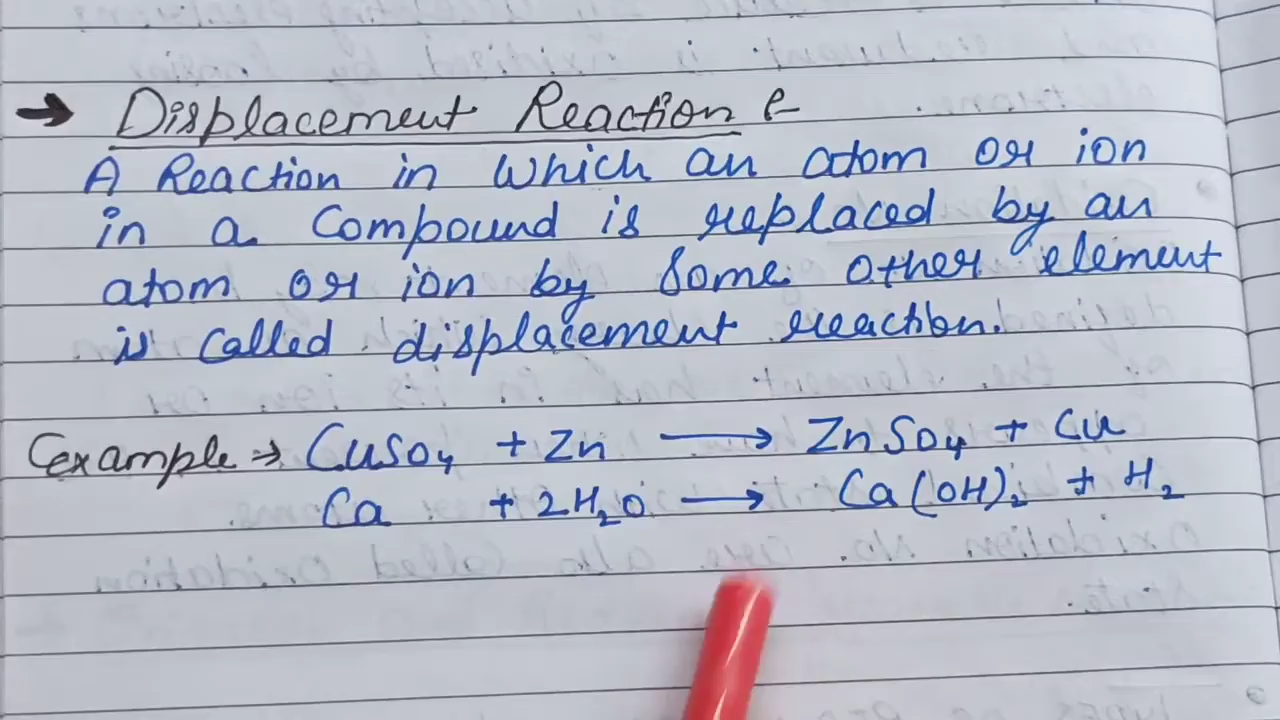 → Displacement Reaction :-
A Reaction in which an atom or ion
in a compound is replaced by an
atom or ion by some other element
is called displacement reaction.
Example → CuSO₄ + Zn ⟶ ZnSO₄ + Cu
Ca + 2H₂O ⟶ Ca(OH)₂ + H₂